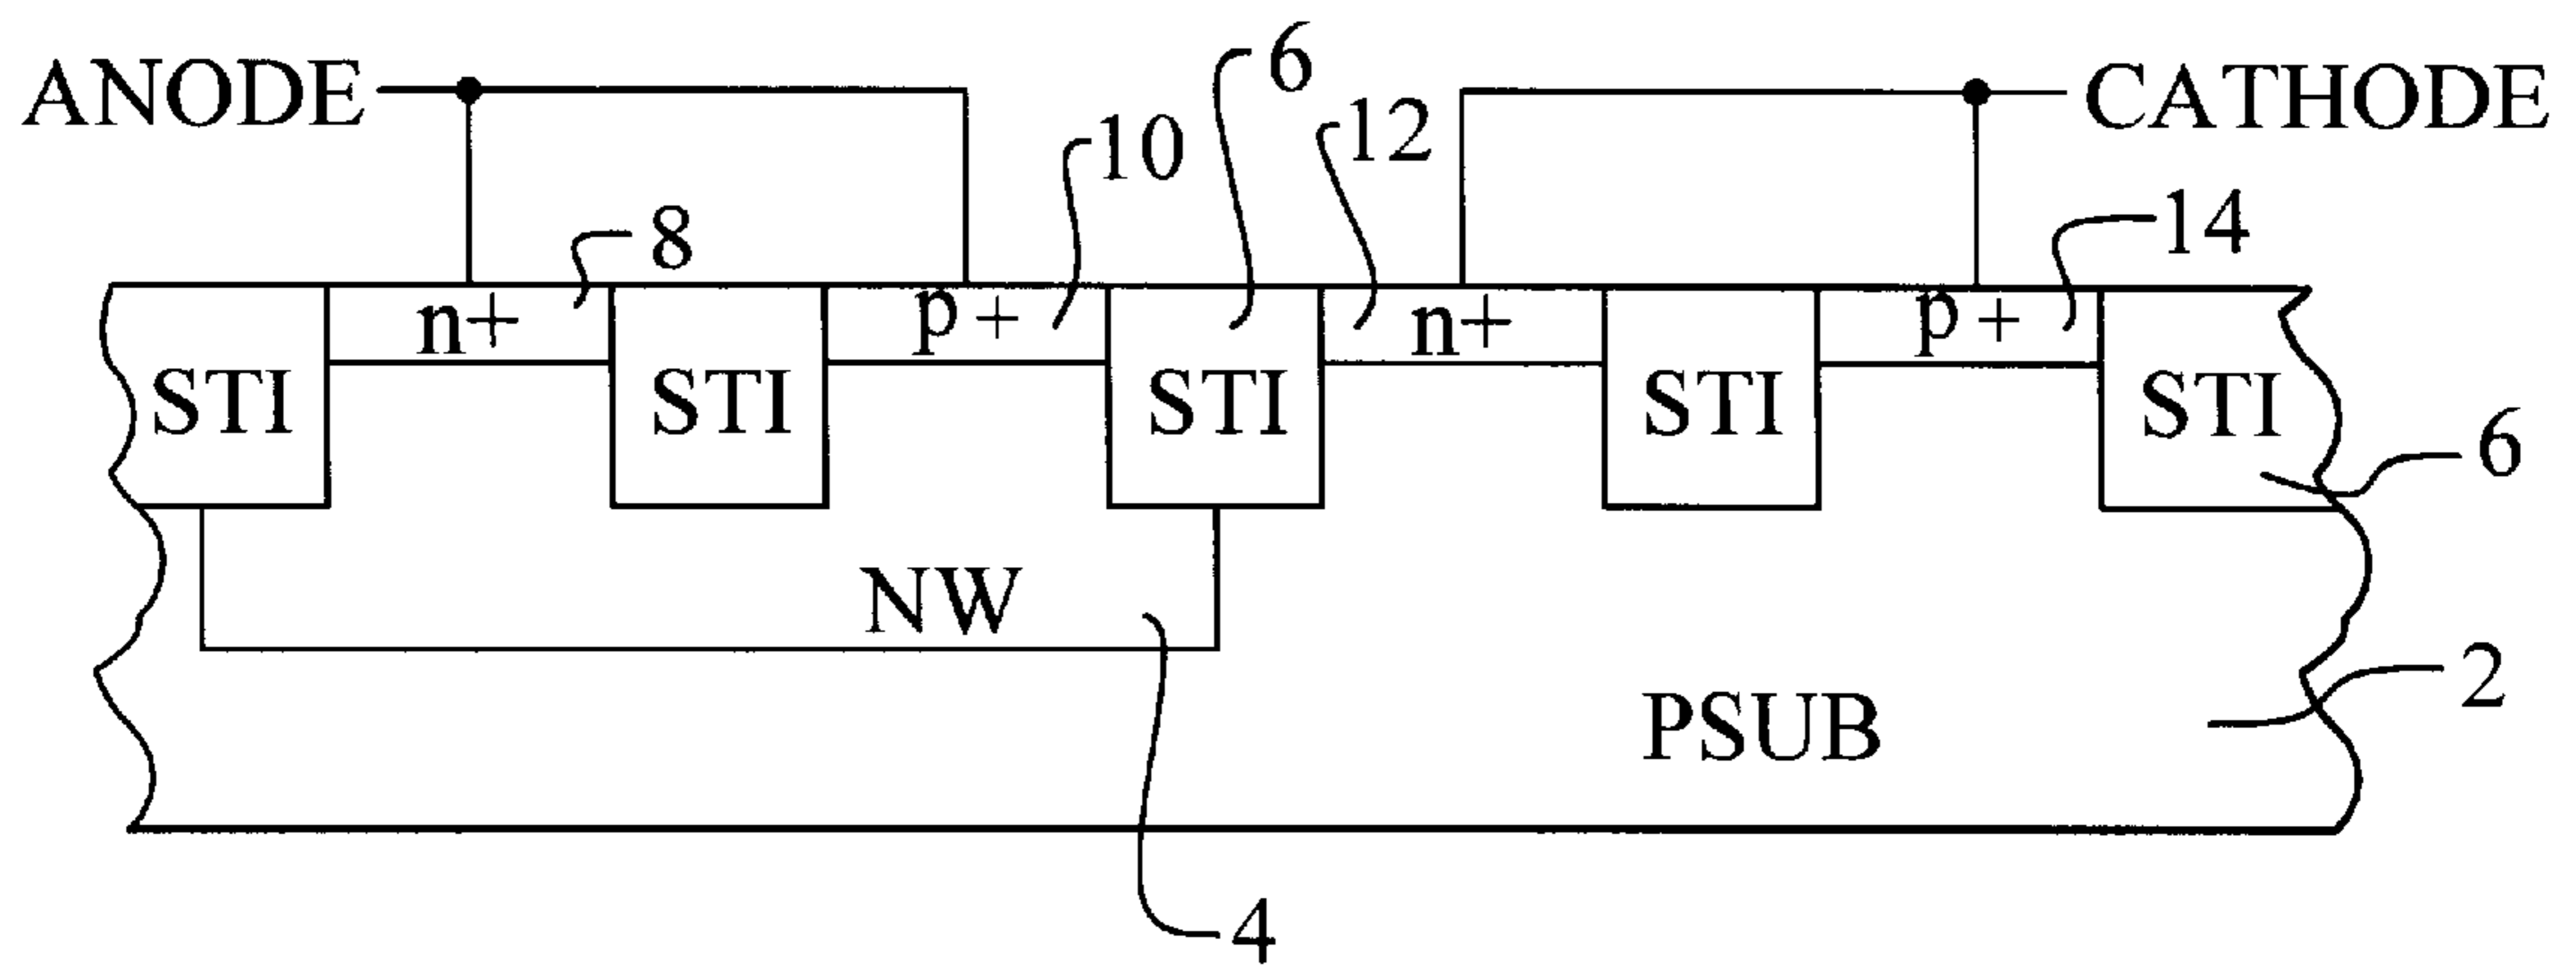 ANODE 6 CATHODE
10 12
8 14
n+ p+ n+ p+
STI STI STI STI STI
6
NW
2
PSUB
4